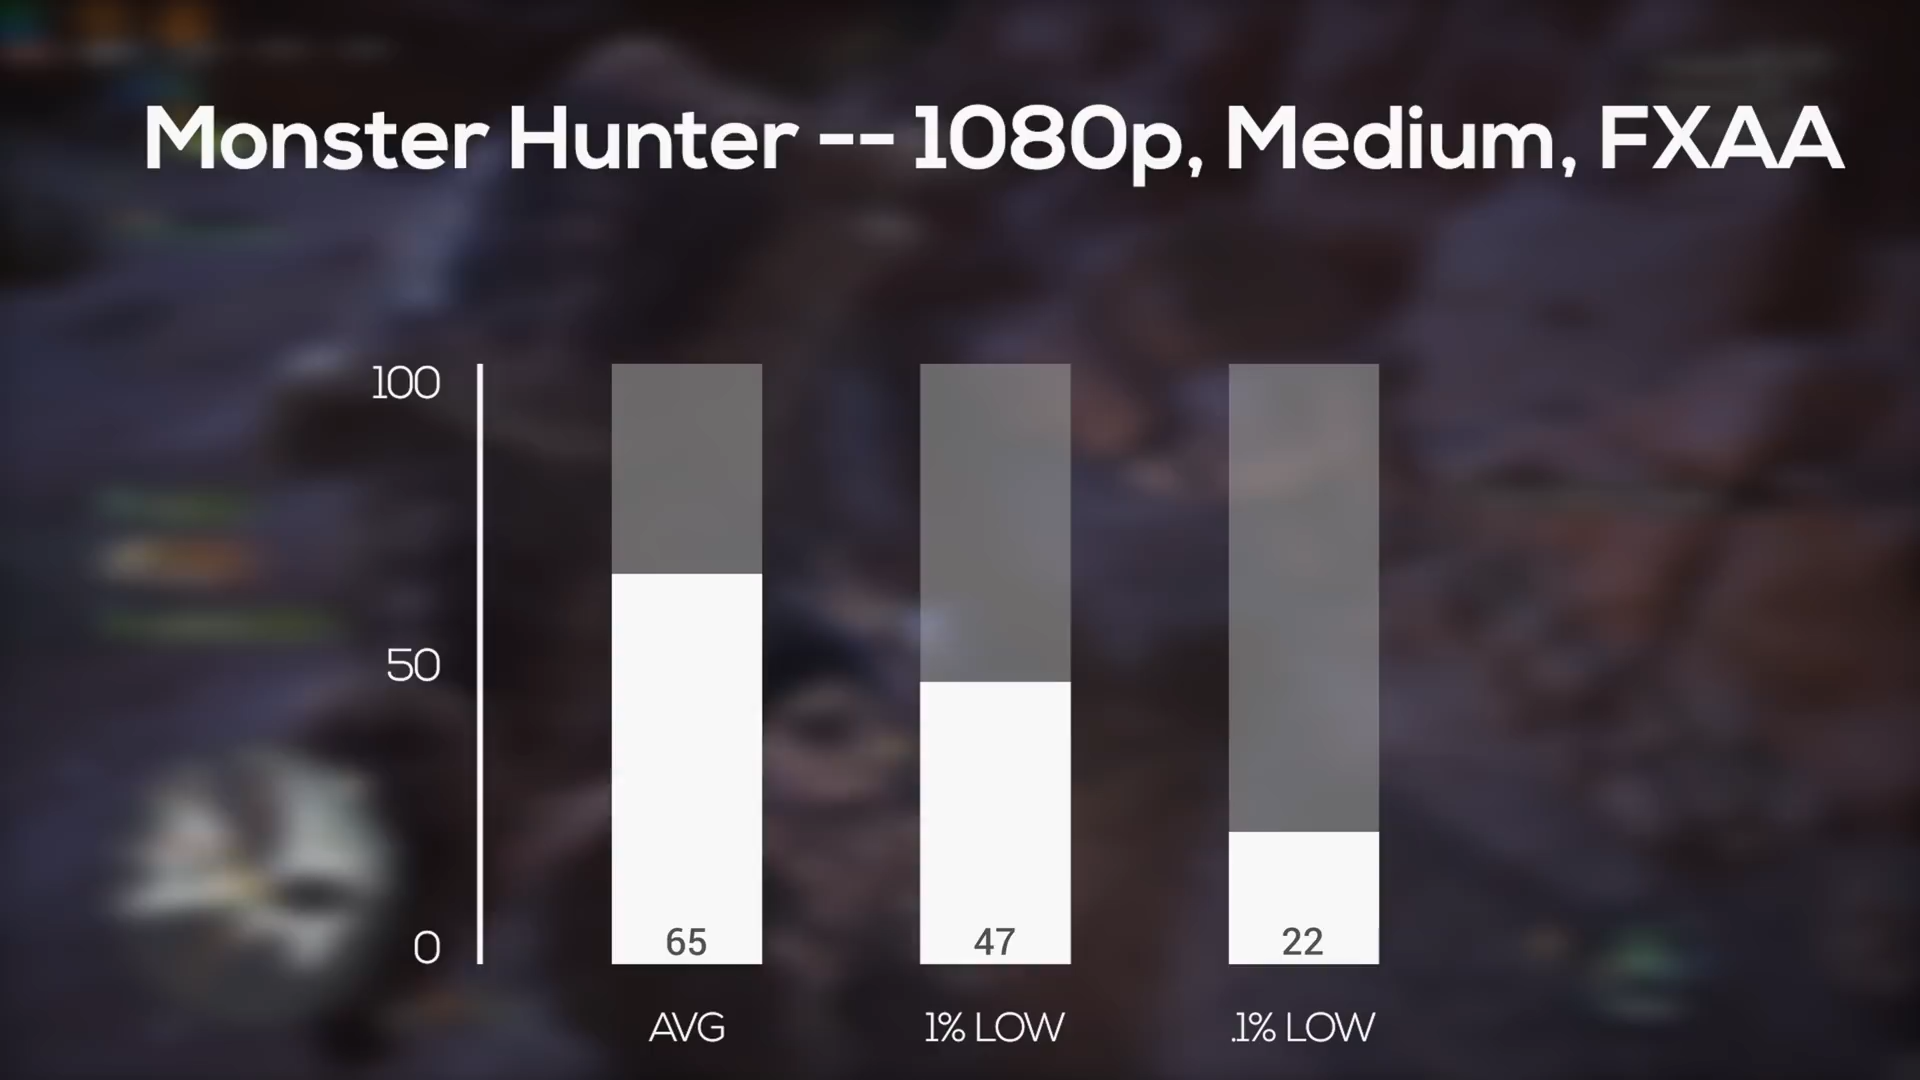 Monster Hunter -- 1080p, Medium, FXAA
100
50
0
65
47
22
AVG
1% LOW
.1% LOW